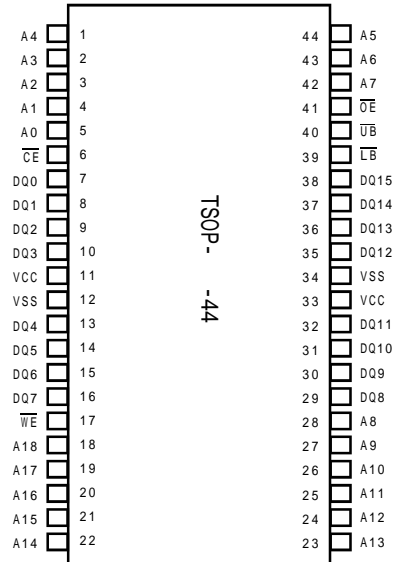 A4 1 44 A5
A3 2 43 A6
A2 3 42 A7
A1 4 41 OE
A0 5 40 UB
CE 6 39 LB
DQ0 7 38 DQ15
DQ1 8 37 DQ14
DQ2 9 36 DQ13
DQ3 10 35 DQ12
VCC 11 34 VSS
VSS 12 33 VCC
DQ4 13 32 DQ11
DQ5 14 31 DQ10
DQ6 15 30 DQ9
DQ7 16 29 DQ8
WE 17 28 A8
A18 18 27 A9
A17 19 26 A10
A16 20 25 A11
A15 21 24 A12
A14 22 23 A13
TSOP- -44